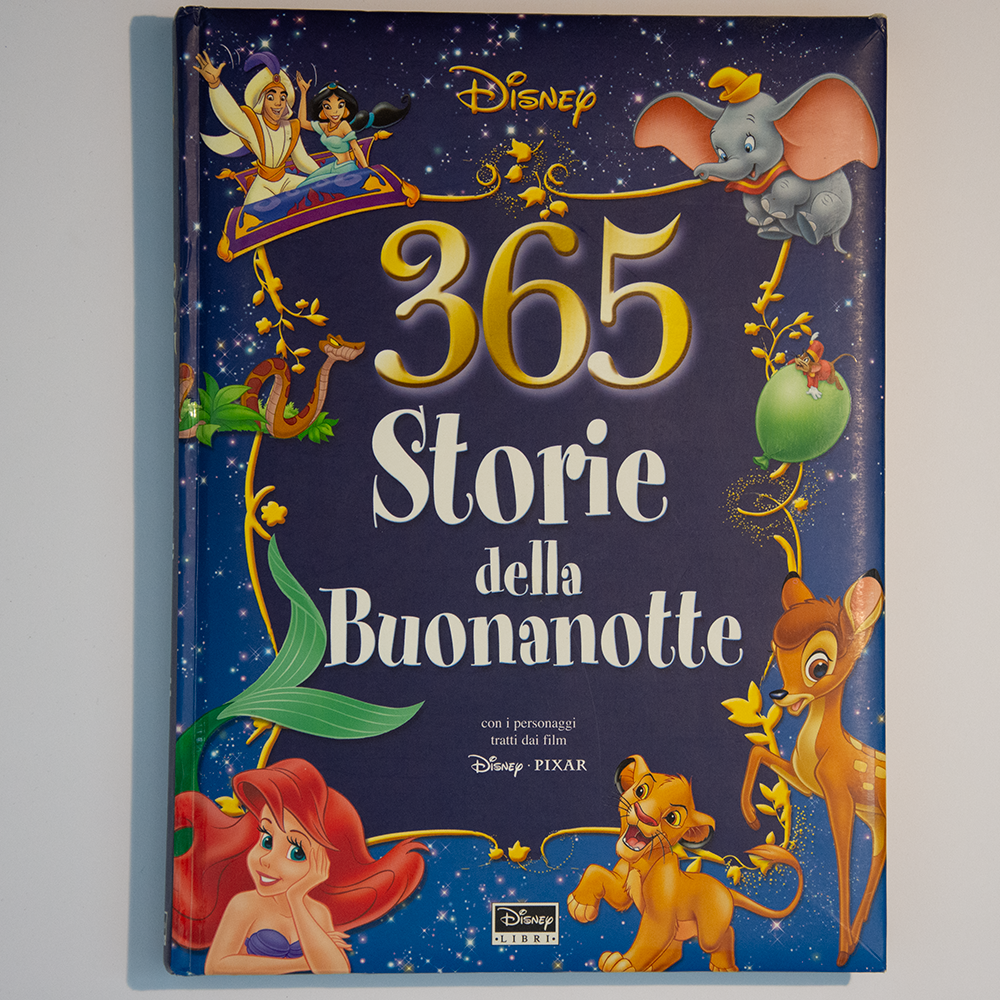 Disney
365
Storie
della
Buonanotte
con i personaggi
tratti dai film
Disney · PIXAR
Disney
· LIBRI ·